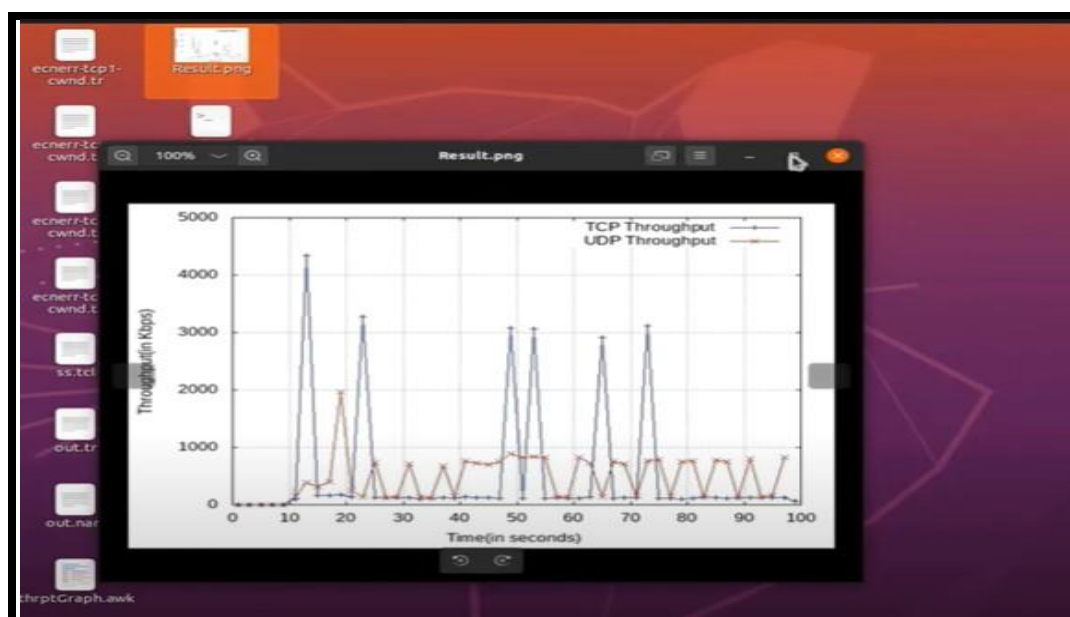 ecnerr-tcp1-
cwnd.tr
Result.png
ecnerr-tc
cwnd.t
ecnerr-tc
cwnd.t
ecnerr-tc
cwnd.t
ss.tcl
out.tr
out.nar
thrptGraph.awk
100%
Result.png
5000
4000
3000
2000
1000
0
Throughput(in Kbps)
TCP Throughput
UDP Throughput
0 10 20 30 40 50 60 70 80 90 100
Time(in seconds)